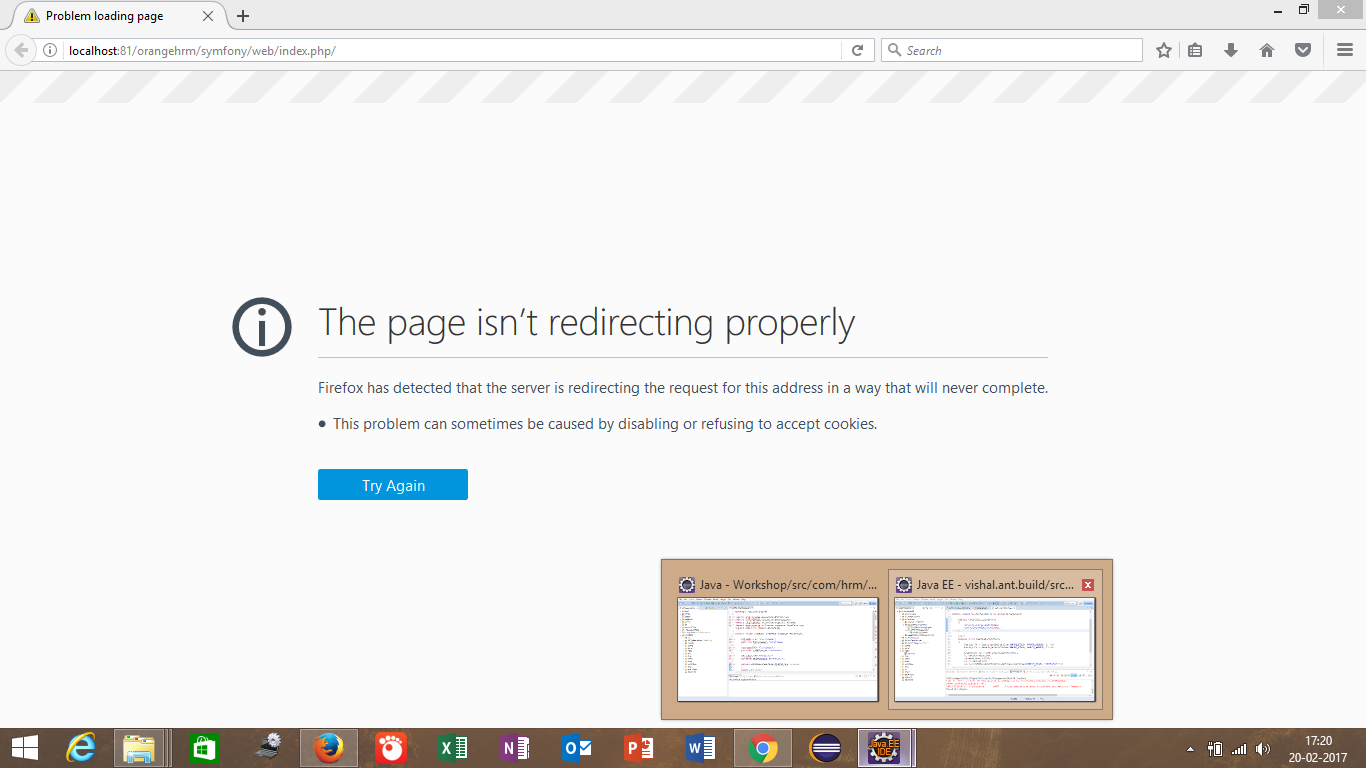 Problem loading page
localhost:81/orangehrm/symfony/web/index.php/
Search
The page isn't redirecting properly
Firefox has detected that the server is redirecting the request for this address in a way that will never complete.
• This problem can sometimes be caused by disabling or refusing to accept cookies.
Try Again
Java - Workshop/src/com/hrm/...
Java EE - vishal.ant.build/src...
Java EE
IDE
17:20
20-02-2017